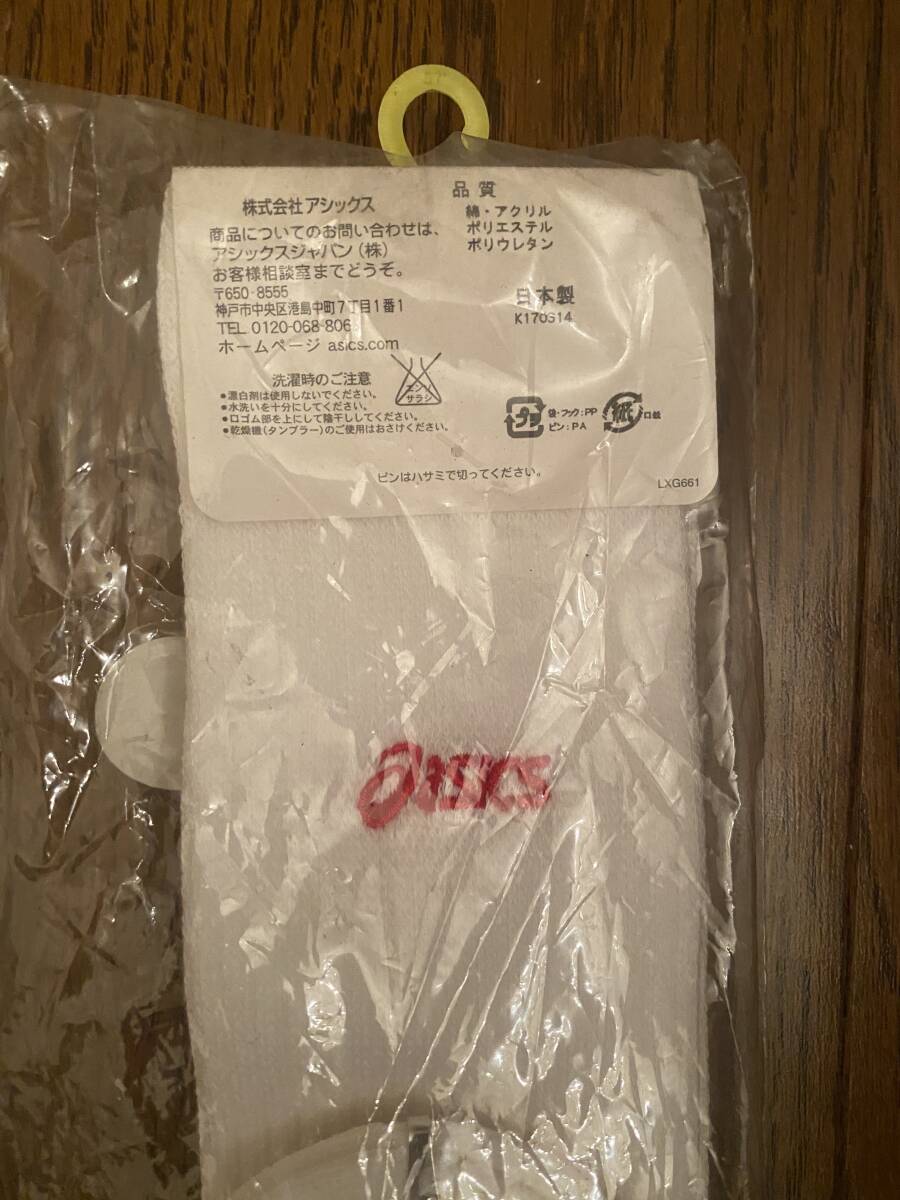 株式会社アシックス
商品についてのお問い合わせは、
アシックスジャパン(株)
お客様相談室までどうぞ。
〒650-8555
神戸市中央区港島中町7丁目1番1
TEL 0120-068-806
ホームページ asics.com
品質
綿・アクリル
ポリエステル
ポリウレタン
日本製
K170614
洗濯時のご注意
エンソ
サラシ
●漂白剤は使用しないでください。
●水洗いを十分にしてください。
●口ゴム部を上にして陰干ししてください。
●乾燥機(タンブラー)のご使用はおさけください。
プラ
袋・フック:PP
ピン:PA
紙
口紙
ピンはハサミで切ってください。
LXG661
asics